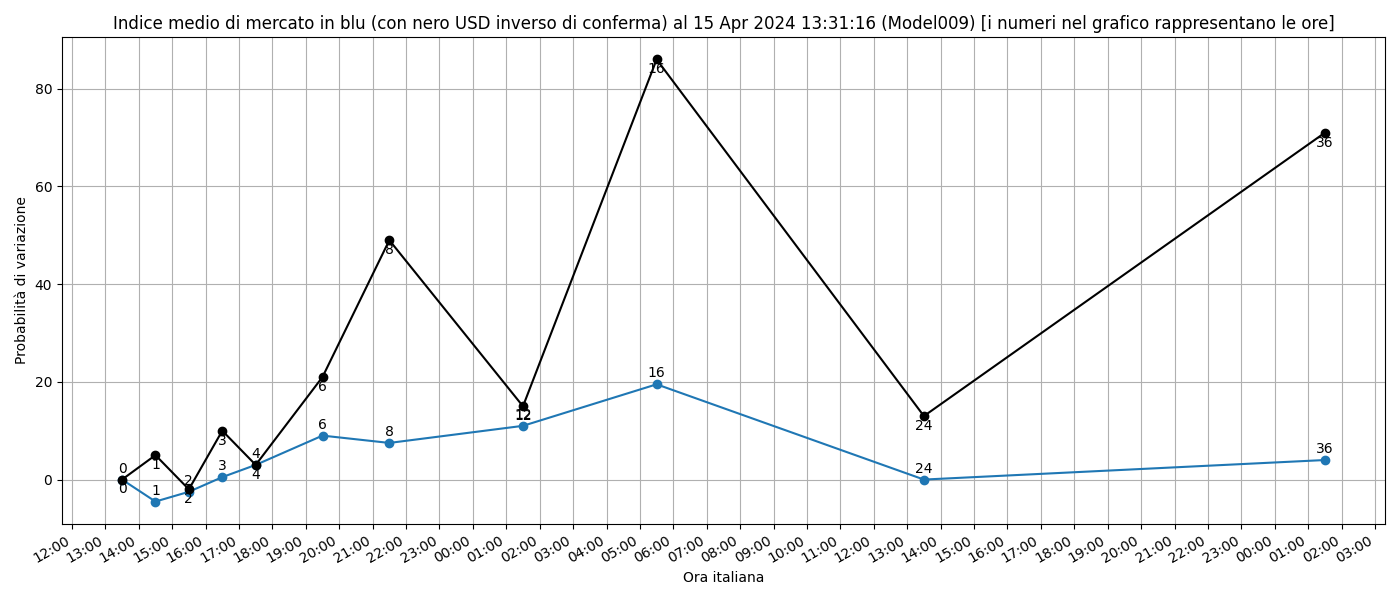 Indice medio di mercato in blu (con nero USD inverso di conferma) al 15 Apr 2024 13:31:16 (Model009) [i numeri nel grafico rappresentano le ore]
Probabilità di variazione
80
60
40
20
0
0 1 2 3 4 6 8 12 16 24 36
0 1 2 3 4 6 8 12 16 24 36
12:00 13:00 14:00 15:00 16:00 17:00 18:00 19:00 20:00 21:00 22:00 23:00 00:00 01:00 02:00 03:00 04:00 05:00 06:00 07:00 08:00 09:00 10:00 11:00 12:00 13:00 14:00 15:00 16:00 17:00 18:00 19:00 20:00 21:00 22:00 23:00 00:00 01:00 02:00 03:00
Ora italiana